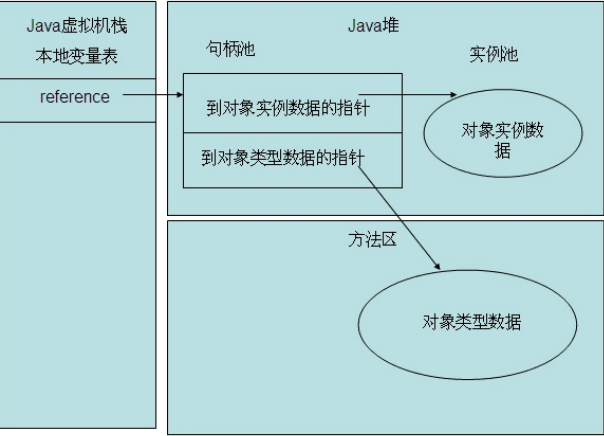 Java虚拟机栈
本地变量表
reference
Java堆
句柄池
实例池
到对象实例数据的指针
到对象类型数据的指针
对象实例数
据
方法区
对象类型数据